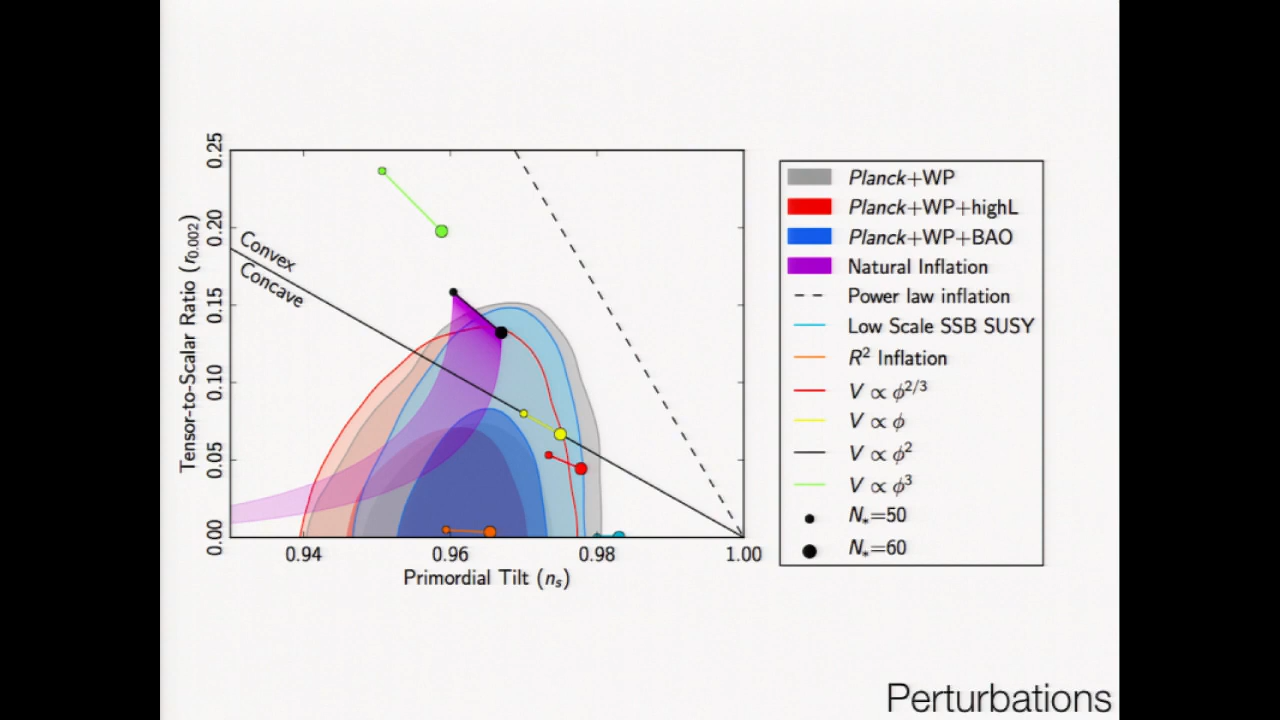 0.25
0.20
0.15
0.10
0.05
0.00
Tensor-to-Scalar Ratio (r₀.₀₀₂)
Convex
Concave
0.94 0.96 0.98 1.00
Primordial Tilt (nₛ)
Planck+WP
Planck+WP+highL
Planck+WP+BAO
Natural Inflation
Power law inflation
Low Scale SSB SUSY
R² Inflation
V ∝ ϕ²/³
V ∝ ϕ
V ∝ ϕ²
V ∝ ϕ³
N*=50
N*=60
Perturbations